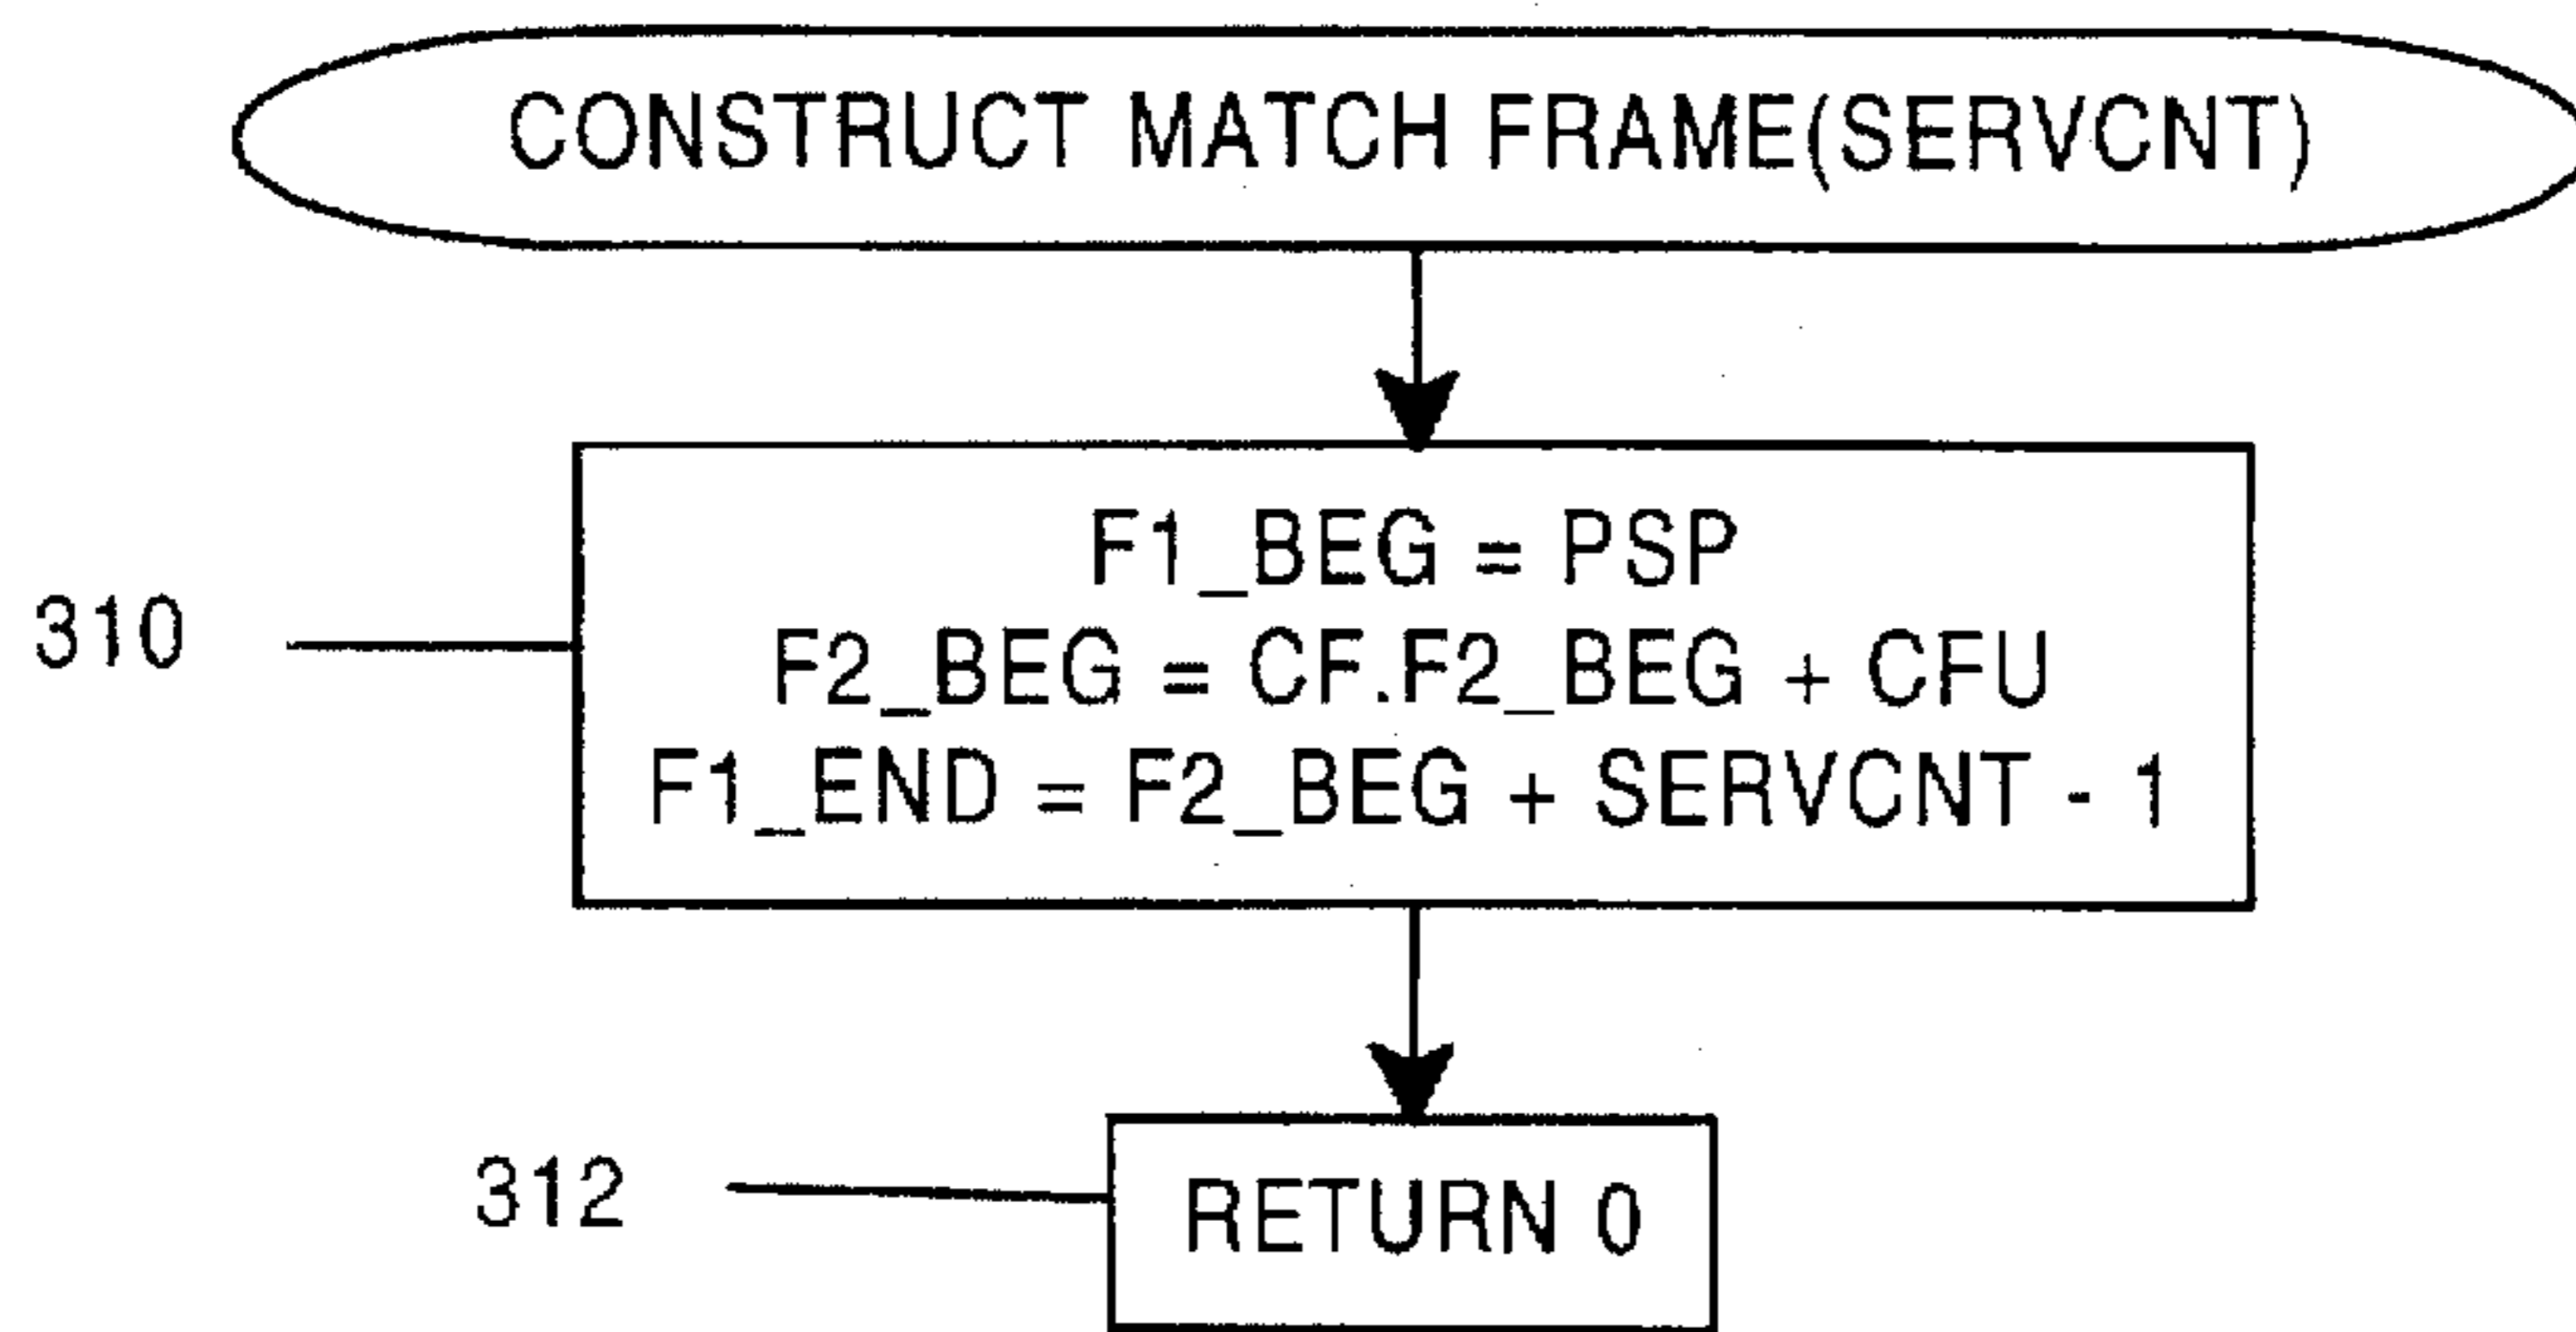 CONSTRUCT MATCH FRAME(SERVCNT)
F1_BEG = PSP
310
F2_BEG = CF.F2_BEG + CFU
F1_END = F2_BEG + SERVCNT - 1
312
RETURN 0